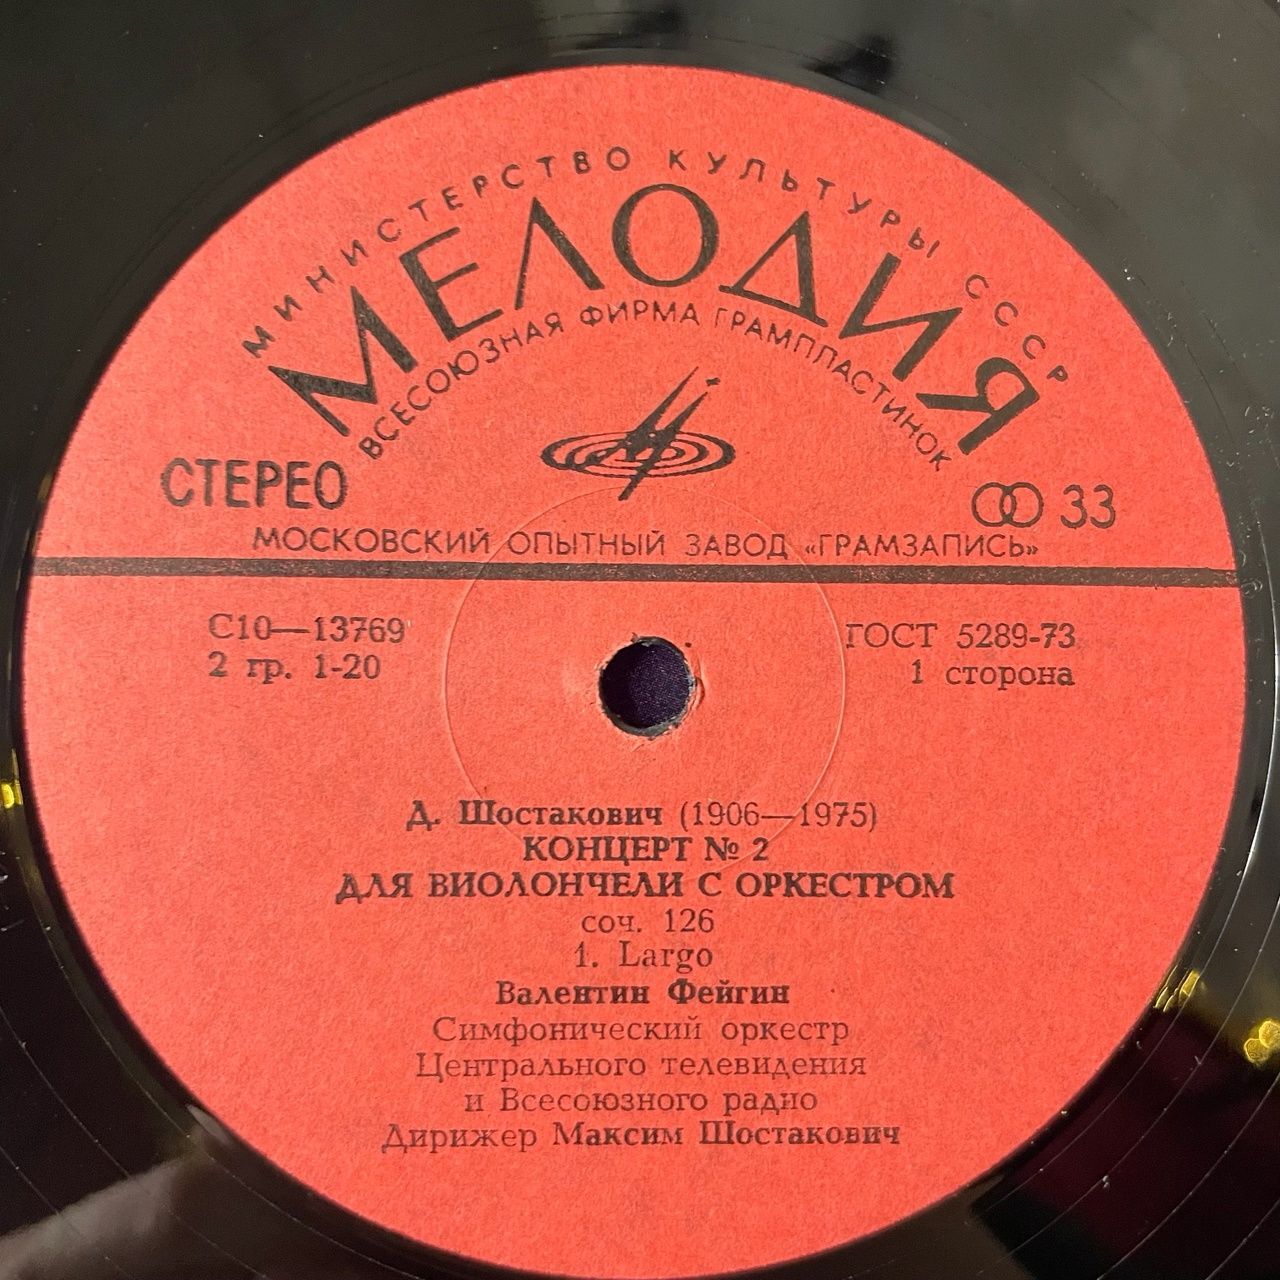 МИНИСТЕРСТВО КУЛЬТУРЫ СССР
МЕЛОДИЯ
ВСЕСОЮЗНАЯ ФИРМА ГРАМПЛАСТИНОК
СТЕРЕО
33
МОСКОВСКИЙ ОПЫТНЫЙ ЗАВОД «ГРАМЗАПИСЬ»
С10—13769
ГОСТ 5289-73
2 гр. 1-20
1 сторона
Д. Шостакович (1906—1975)
КОНЦЕРТ № 2
ДЛЯ ВИОЛОНЧЕЛИ С ОРКЕСТРОМ
соч. 126
1. Largo
Валентин Фейгин
Симфонический оркестр
Центрального телевидения
и Всесоюзного радио
Дирижер Максим Шостакович